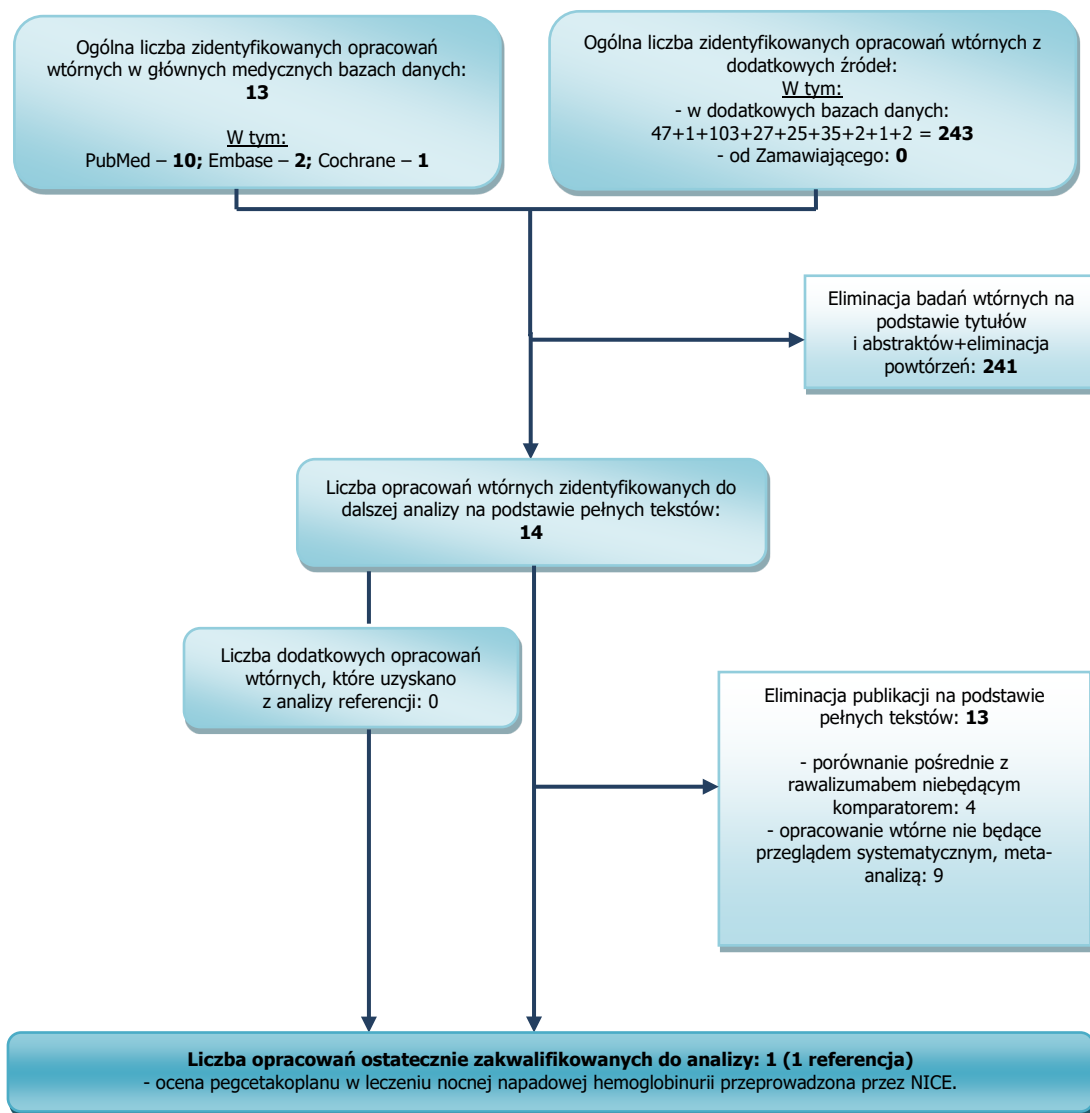 Ogólna liczba zidentyfikowanych opracowań
wtórnych w głównych medycznych bazach danych:
13
W tym:
PubMed – 10; Embase – 2; Cochrane – 1
Ogólna liczba zidentyfikowanych opracowań wtórnych z
dodatkowych źródeł:
W tym:
- w dodatkowych bazach danych:
47+1+103+27+25+35+2+1+2 = 243
- od Zamawiającego: 0
Eliminacja badań wtórnych na
podstawie tytułów
i abstraktów+eliminacja
powtórzeń: 241
Liczba opracowań wtórnych zidentyfikowanych do
dalszej analizy na podstawie pełnych tekstów:
14
Liczba dodatkowych opracowań
wtórnych, które uzyskano
z analizy referencji: 0
Eliminacja publikacji na podstawie
pełnych tekstów: 13
- porównanie pośrednie z
rawalizumabem niebędącym
komparatorem: 4
- opracowanie wtórne nie będące
przeglądem systematycznym, meta-
analizą: 9
Liczba opracowań ostatecznie zakwalifikowanych do analizy: 1 (1 referencja)
- ocena pegcetakoplanu w leczeniu nocnej napadowej hemoglobinurii przeprowadzona przez NICE.